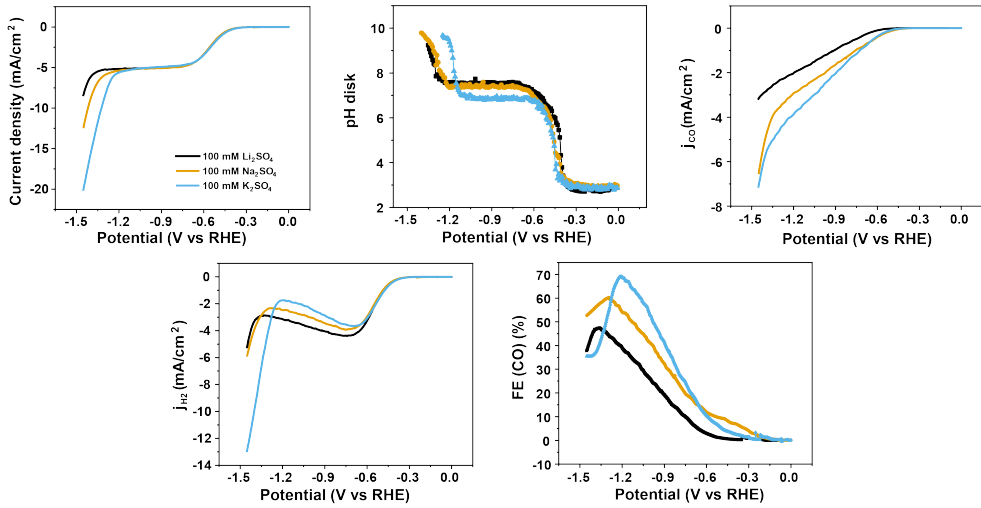 Current density (mA/cm²)
0
-5
-10
-15
-20
100 mM Li₂SO₄
100 mM Na₂SO₄
100 mM K₂SO₄
-1.5 -1.2 -0.9 -0.6 -0.3 0.0
Potential (V vs RHE)
pH disk
10
8
6
4
2
-1.5 -1.2 -0.9 -0.6 -0.3 0.0
Potential (V vs RHE)
j_CO (mA/cm²)
0
-2
-4
-6
-8
-1.5 -1.2 -0.9 -0.6 -0.3 0.0
Potential (V vs RHE)
j_H2 (mA/cm²)
0
-2
-4
-6
-8
-10
-12
-14
-1.5 -1.2 -0.9 -0.6 -0.3 0.0
Potential (V vs RHE)
FE (CO) (%)
70
60
50
40
30
20
10
0
-10
-1.5 -1.2 -0.9 -0.6 -0.3 0.0
Potential (V vs RHE)